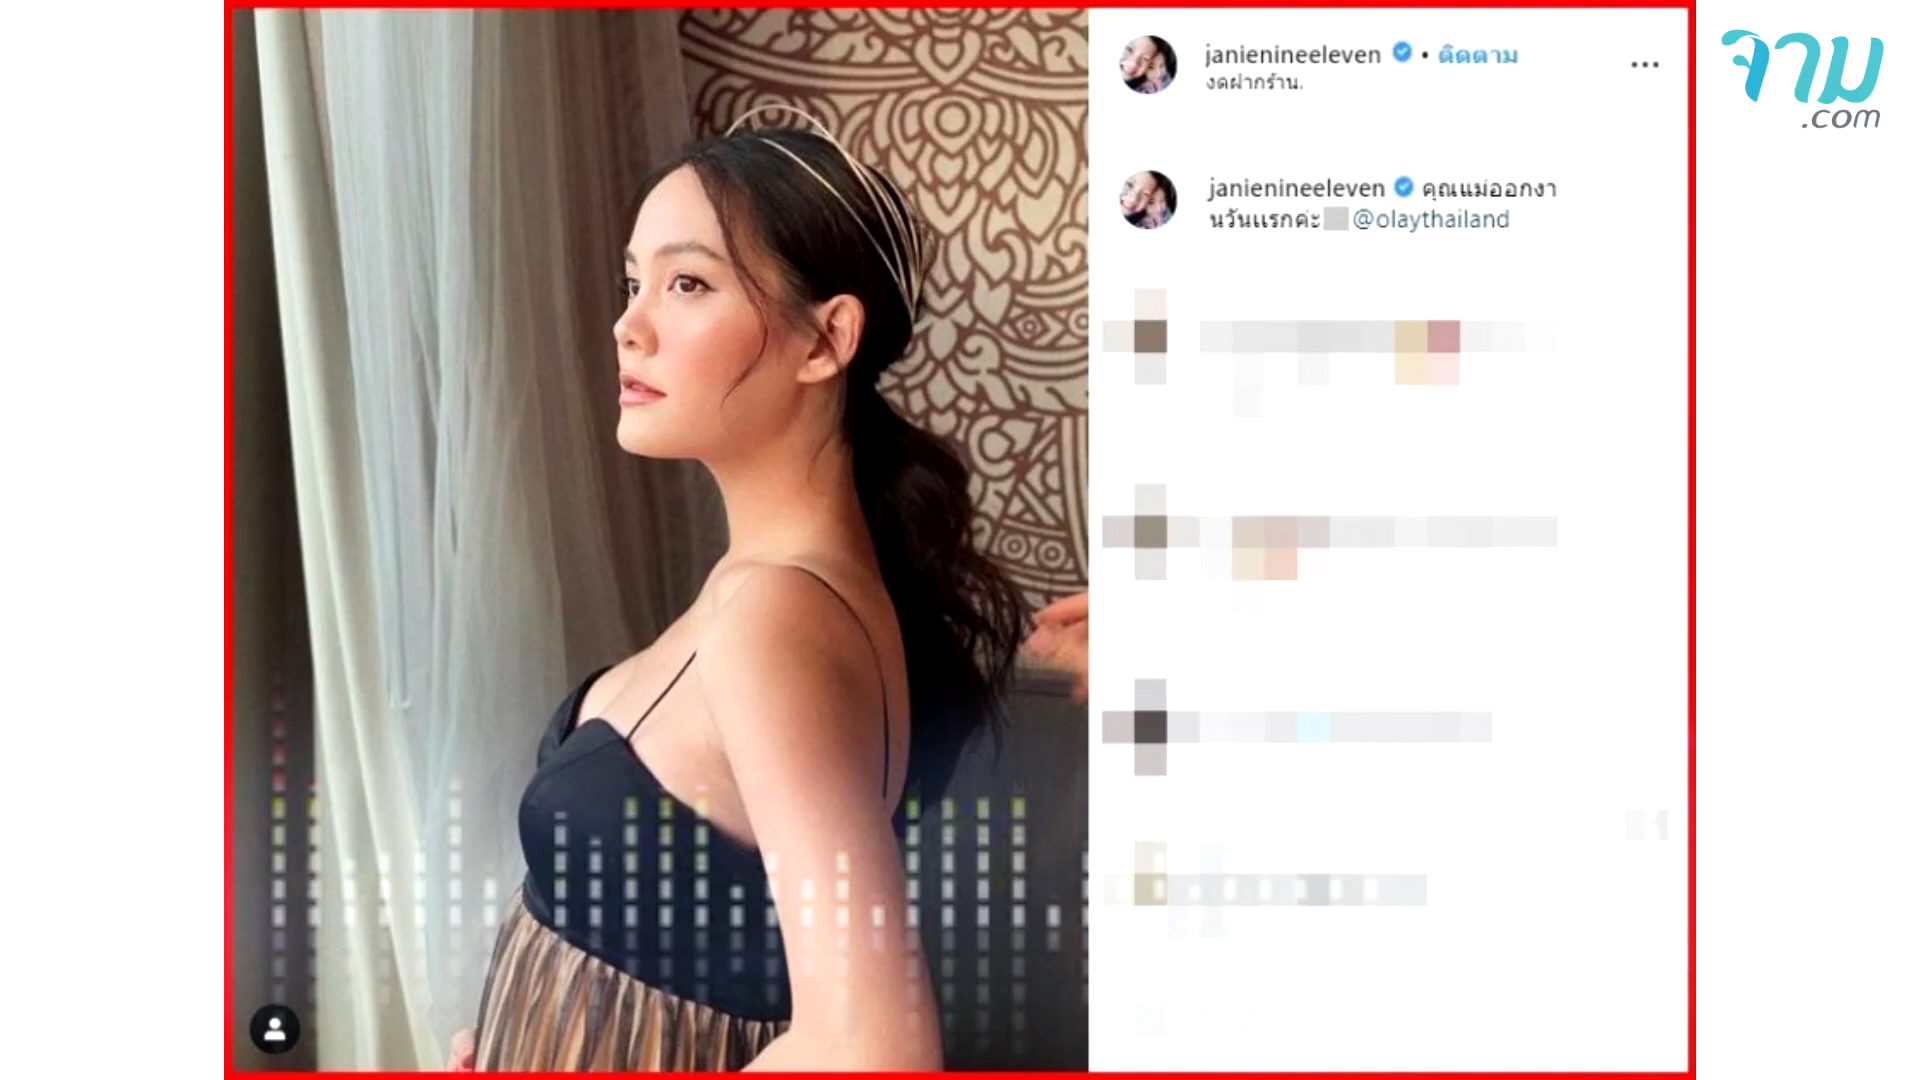 janienineeleven • ติดตาม
งดฝากร้าน.
จาม
.com
janienineeleven คุณแม่ออกงา
นวันแรกค่ะ @olaythailand